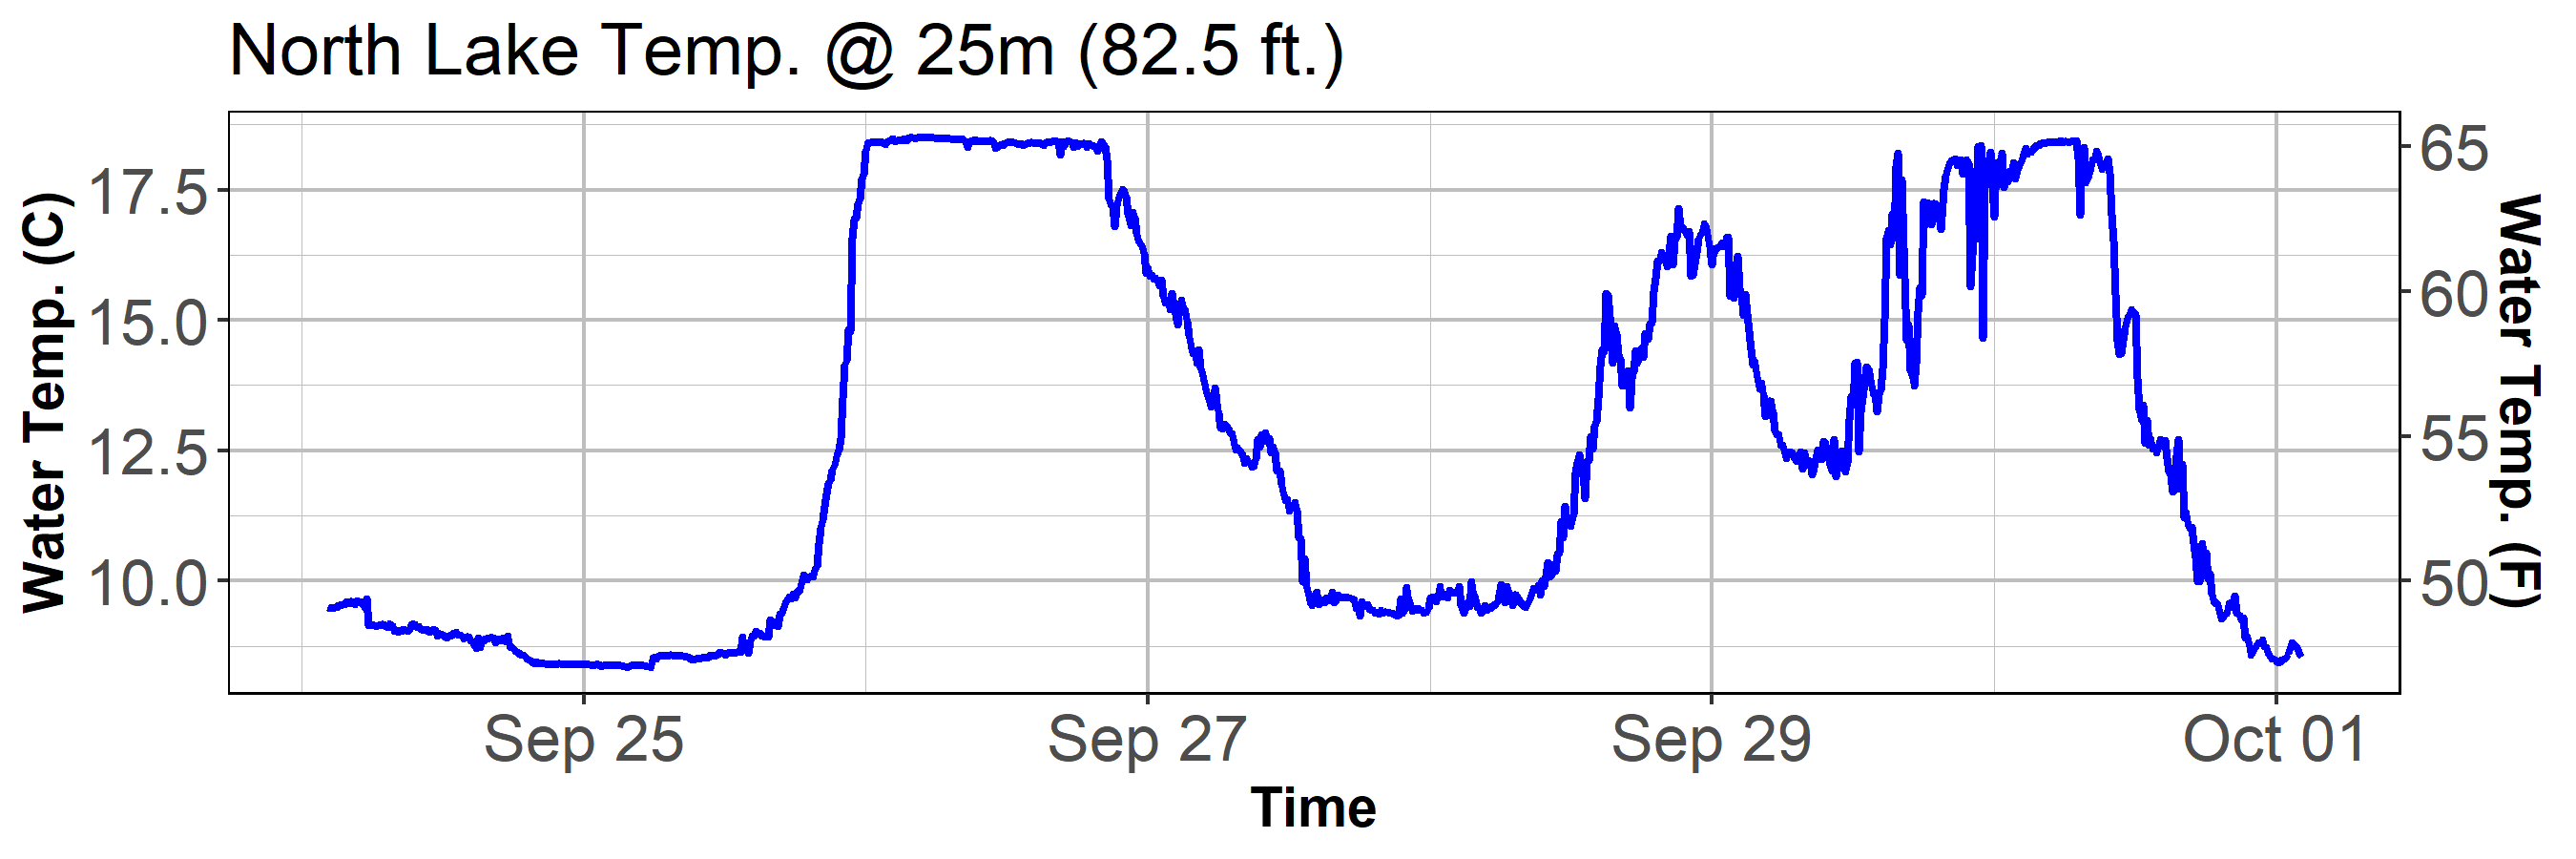 North Lake Temp. @ 25m (82.5 ft.)
Water Temp. (C)
17.5
15.0
12.5
10.0
65
60
55
50
Water Temp. (F)
Sep 25
Sep 27
Sep 29
Oct 01
Time